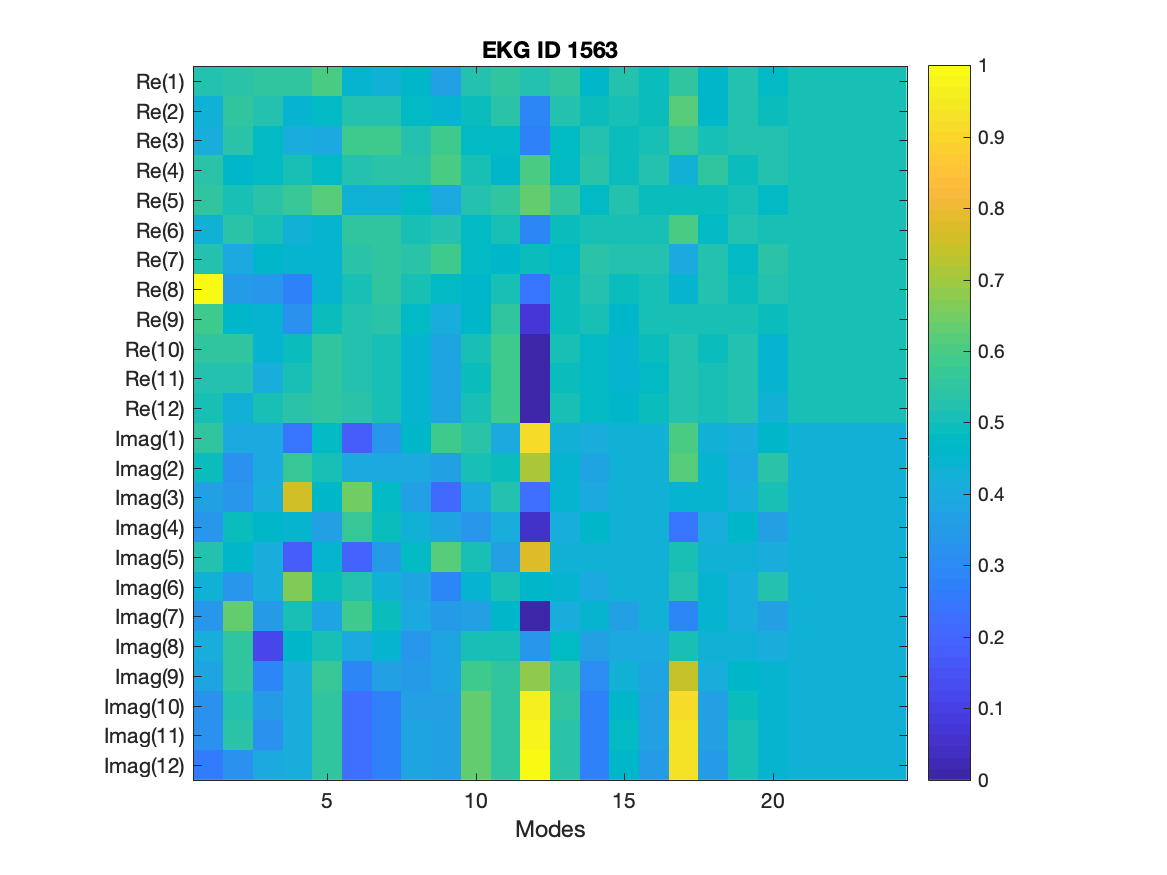 EKG ID 1563
Re(1)
Re(2)
Re(3)
Re(4)
Re(5)
Re(6)
Re(7)
Re(8)
Re(9)
Re(10)
Re(11)
Re(12)
Imag(1)
Imag(2)
Imag(3)
Imag(4)
Imag(5)
Imag(6)
Imag(7)
Imag(8)
Imag(9)
Imag(10)
Imag(11)
Imag(12)
5 10 15 20
Modes
1
0.9
0.8
0.7
0.6
0.5
0.4
0.3
0.2
0.1
0